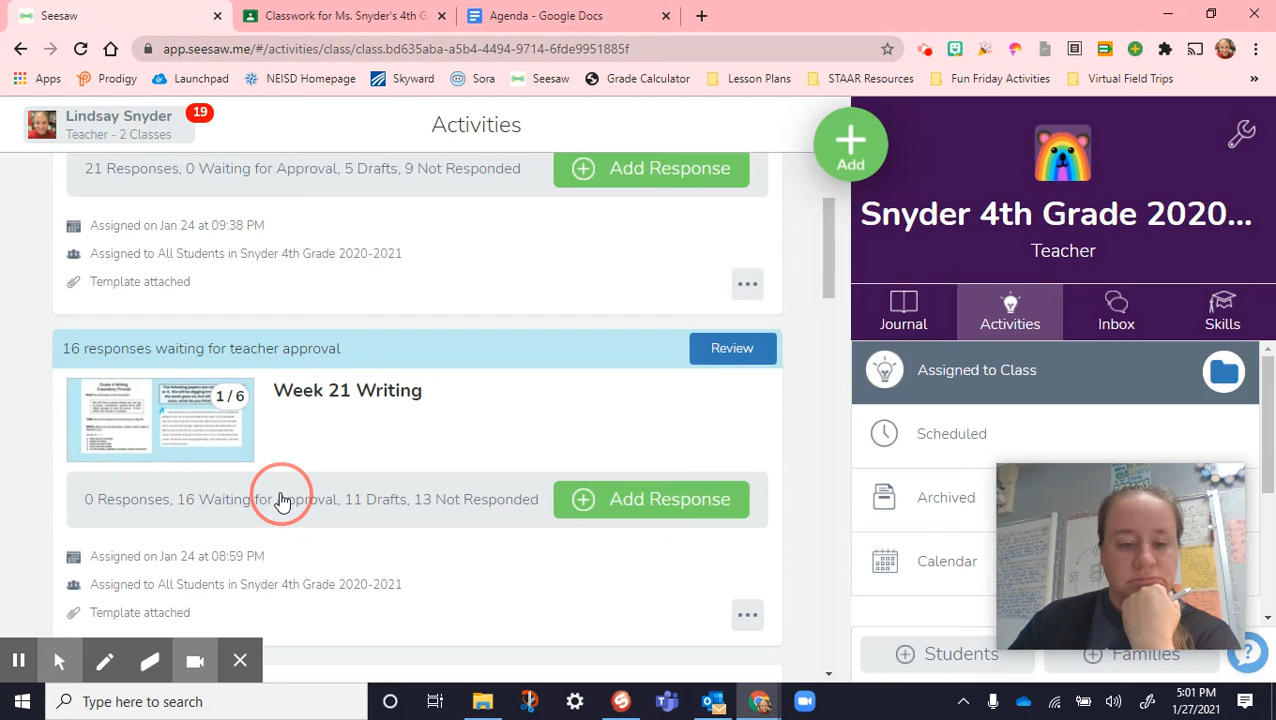 Seesaw
Classwork for Ms. Snyder's 4th G
Agenda - Google Docs
app.seesaw.me/#/activities/class/class.bd635aba-a5b4-4494-9714-6fde9951885f
Apps
Prodigy
Launchpad
NEISD Homepage
Skyward
Sora
Seesaw
Grade Calculator
Lesson Plans
STAAR Resources
Fun Friday Activities
Virtual Field Trips
»
Lindsay Snyder
19
Teacher - 2 Classes
Activities
Add
21 Responses, 0 Waiting for Approval, 5 Drafts, 9 Not Responded
Add Response
Assigned on Jan 24 at 09:38 PM
Assigned to All Students in Snyder 4th Grade 2020-2021
Template attached
16 responses waiting for teacher approval
Review
1 / 6
Week 21 Writing
0 Responses, 16 Waiting for Approval, 11 Drafts, 13 Not Responded
Add Response
Assigned on Jan 24 at 08:59 PM
Assigned to All Students in Snyder 4th Grade 2020-2021
Template attached
Snyder 4th Grade 2020...
Teacher
Journal
Activities
Inbox
Skills
Assigned to Class
Scheduled
Archived
Calendar
Students
Families
Type here to search
5:01 PM
1/27/2021